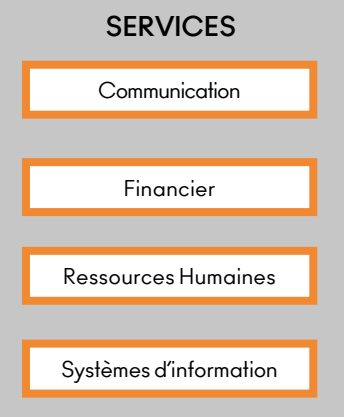 SERVICES
Communication
Financier
Ressources Humaines
Systèmes d'information